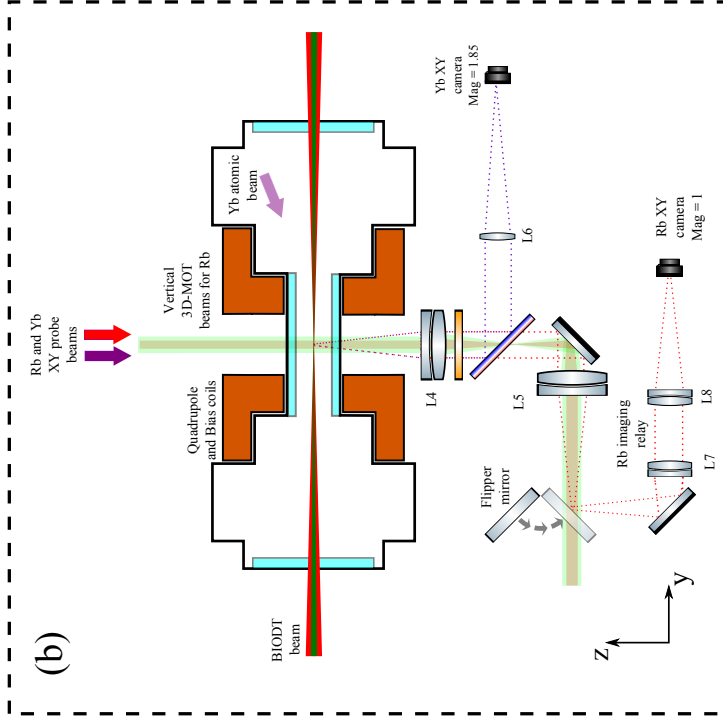 (b)
BIODT
beam
Quadrupole
and Bias coils
Rb and Yb
XY probe
beams
Vertical
3D-MOT
beams for Rb
Yb atomic
beam
L4
L5
L6
Yb XY
camera
Mag = 1.85
Flipper
mirror
Rb imaging
relay
L7
L8
Rb XY
camera
Mag = 1
z
y